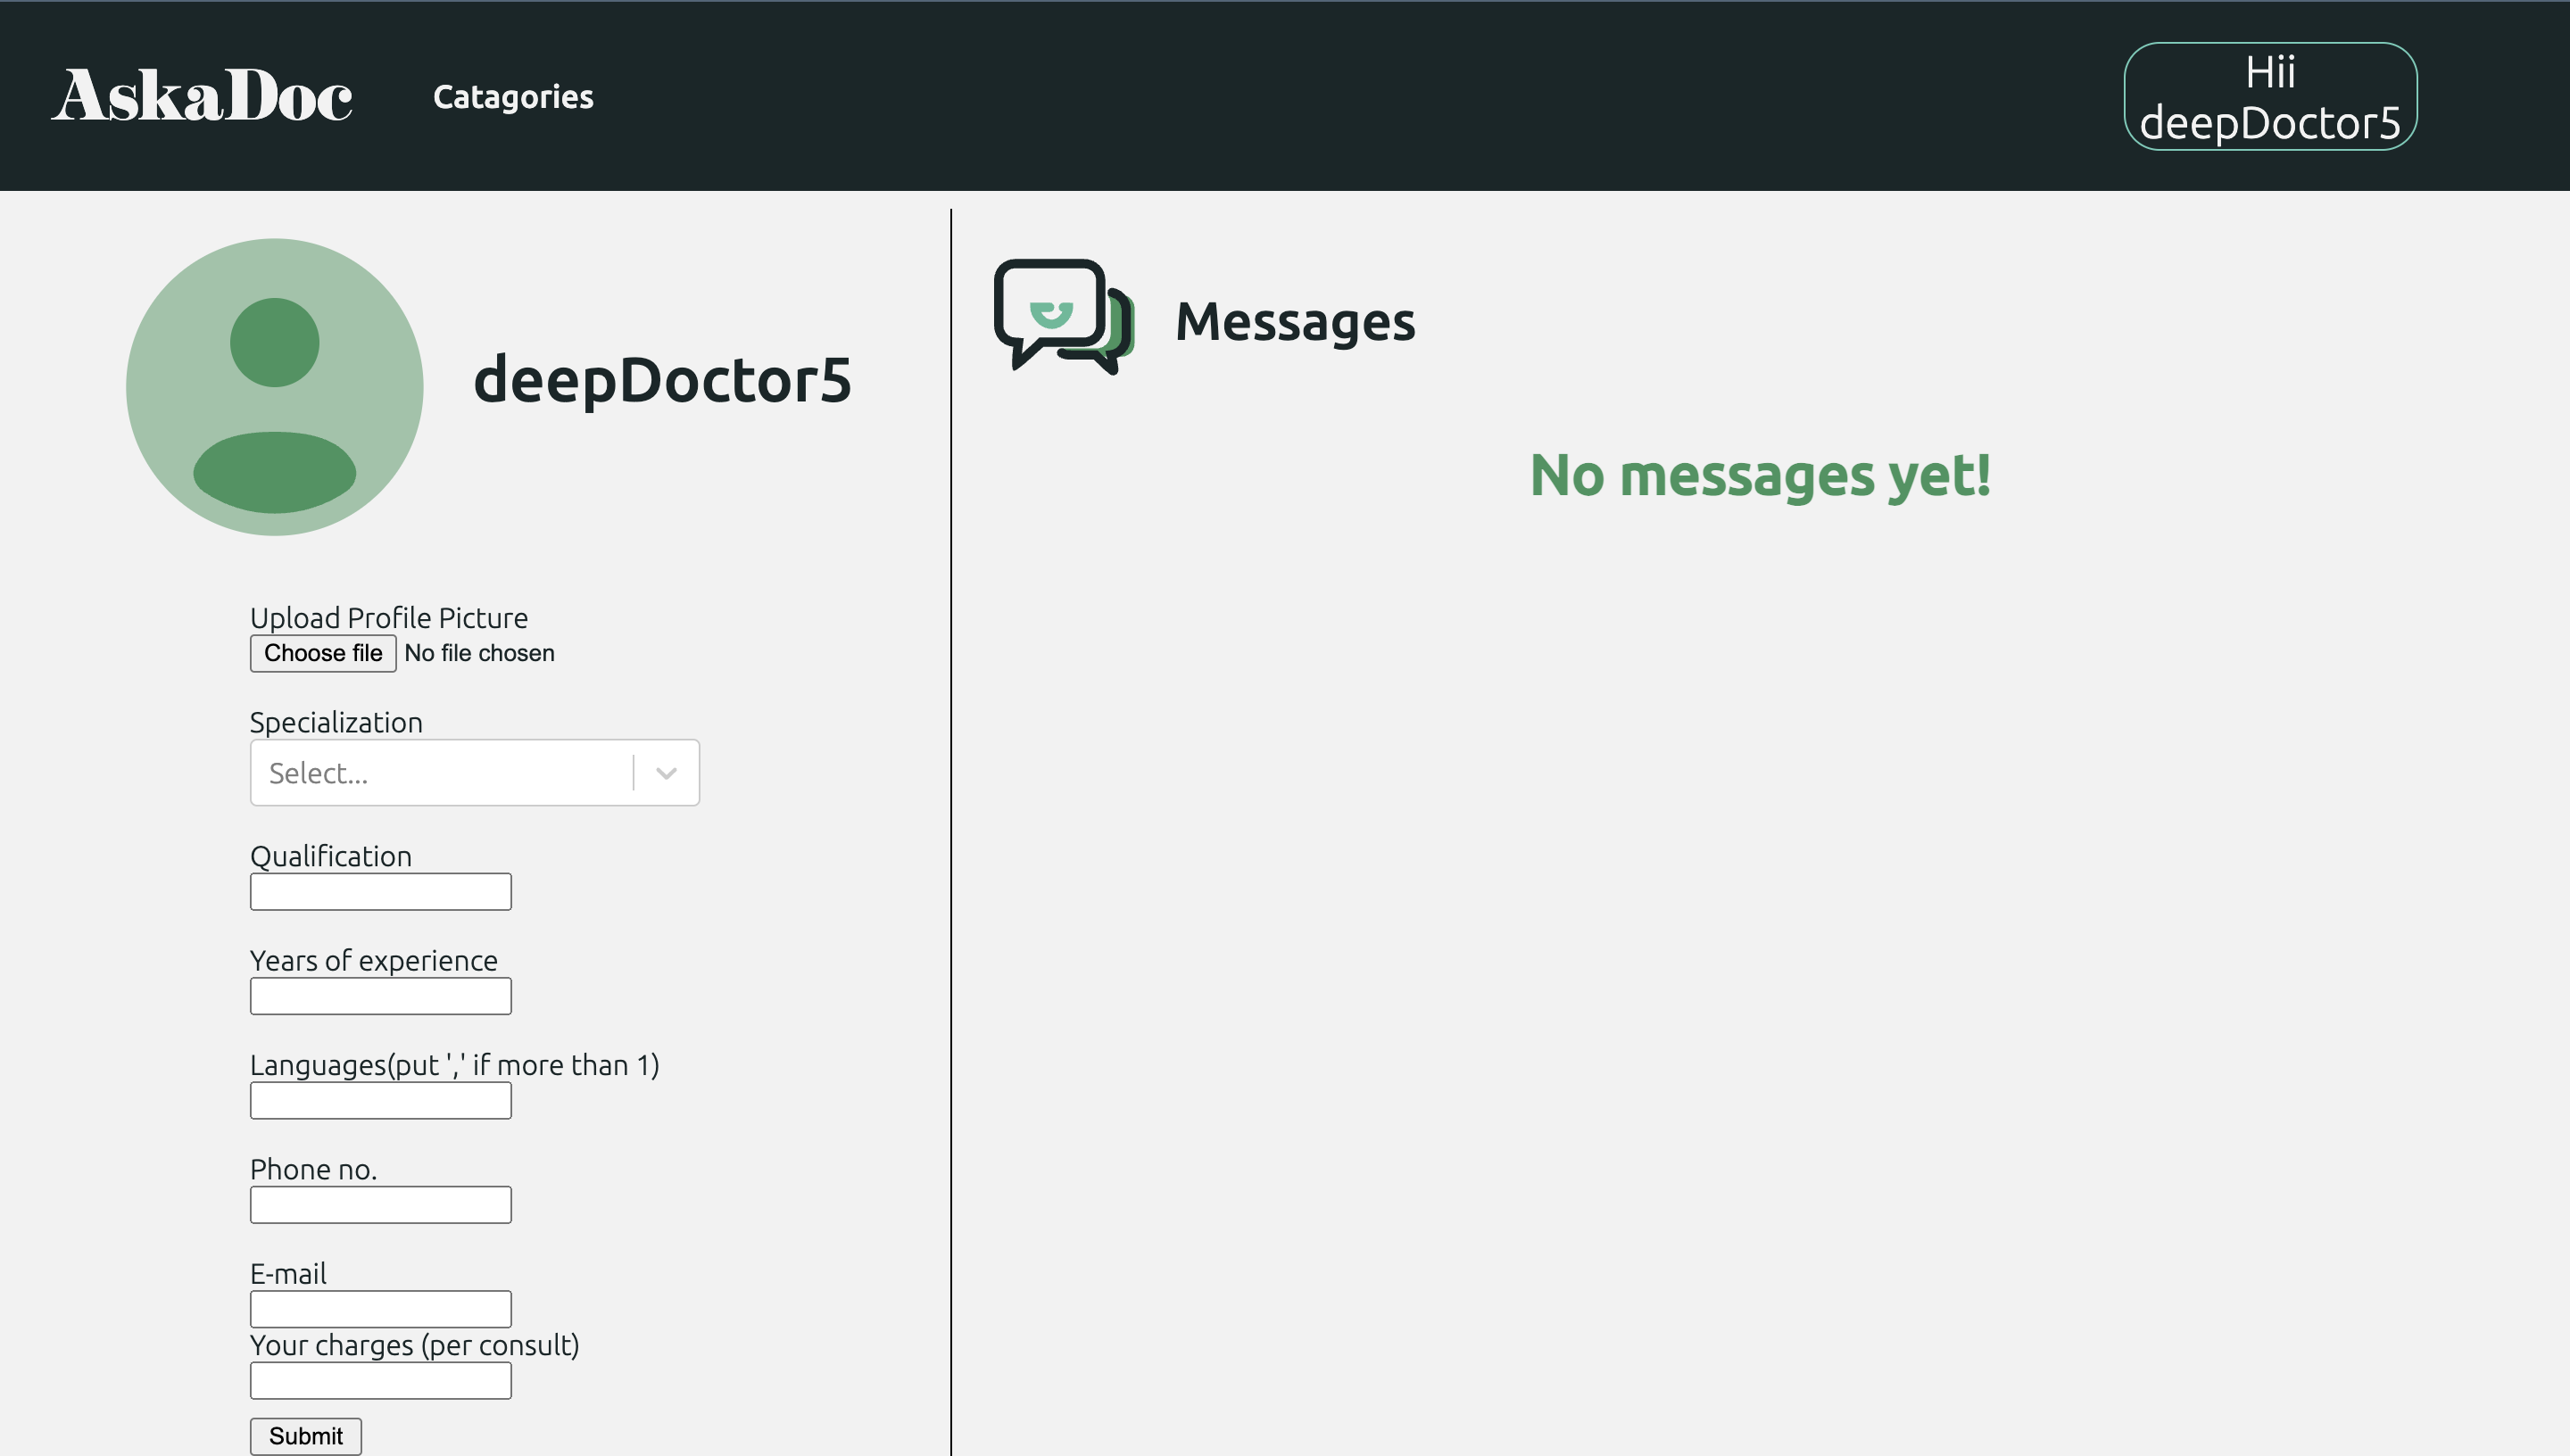 AskaDoc
Catagories
Hii
deepDoctor5
deepDoctor5
Upload Profile Picture
Choose file No file chosen
Specialization
Select...
Qualification
Years of experience
Languages(put ',' if more than 1)
Phone no.
E-mail
Your charges (per consult)
Submit
Messages
No messages yet!